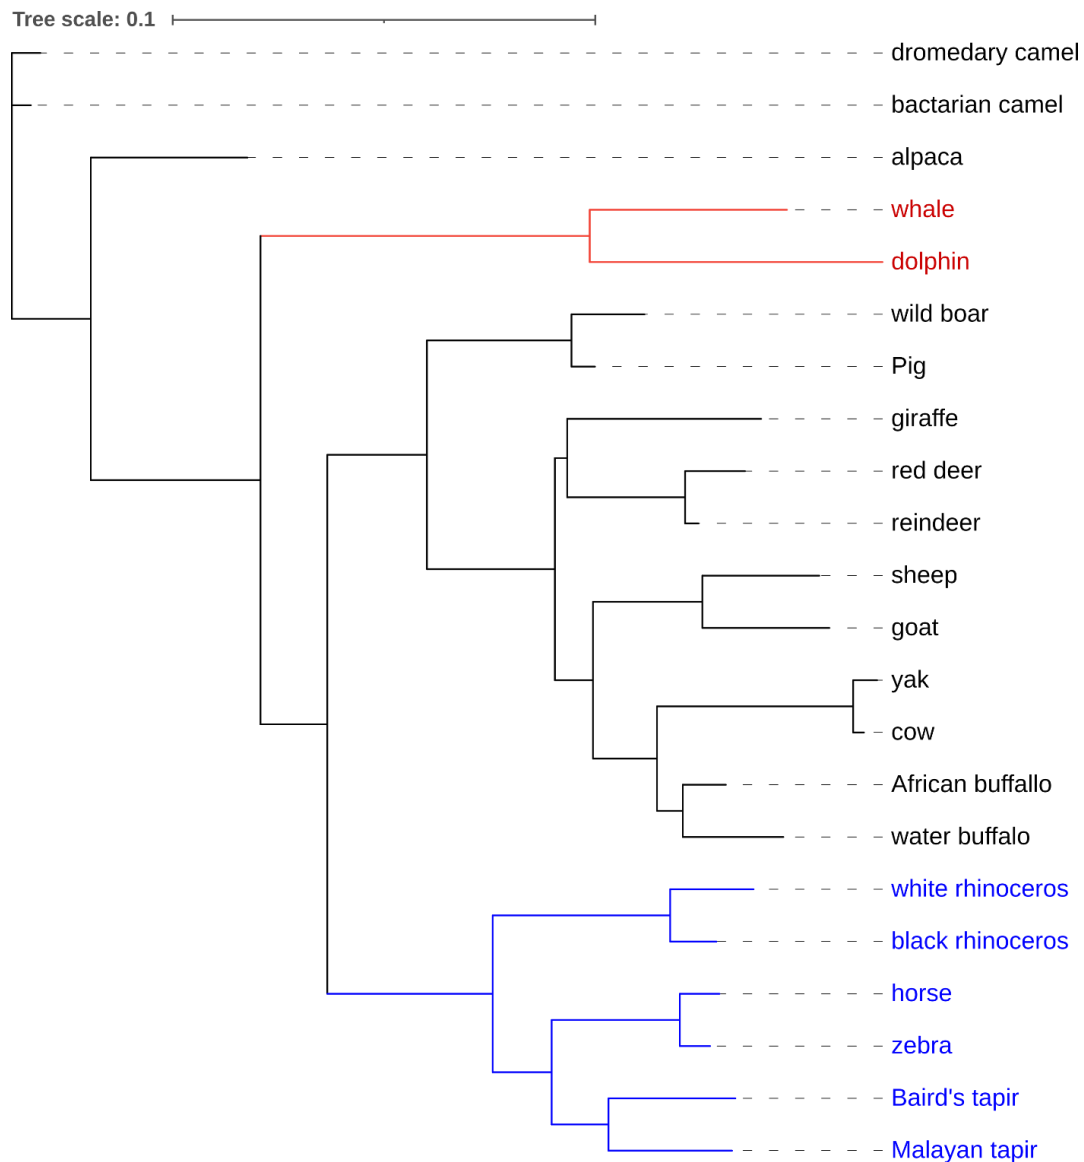 Tree scale: 0.1
dromedary camel
bactarian camel
alpaca
whale
dolphin
wild boar
Pig
giraffe
red deer
reindeer
sheep
goat
yak
cow
African buffallo
water buffalo
white rhinoceros
black rhinoceros
horse
zebra
Baird's tapir
Malayan tapir